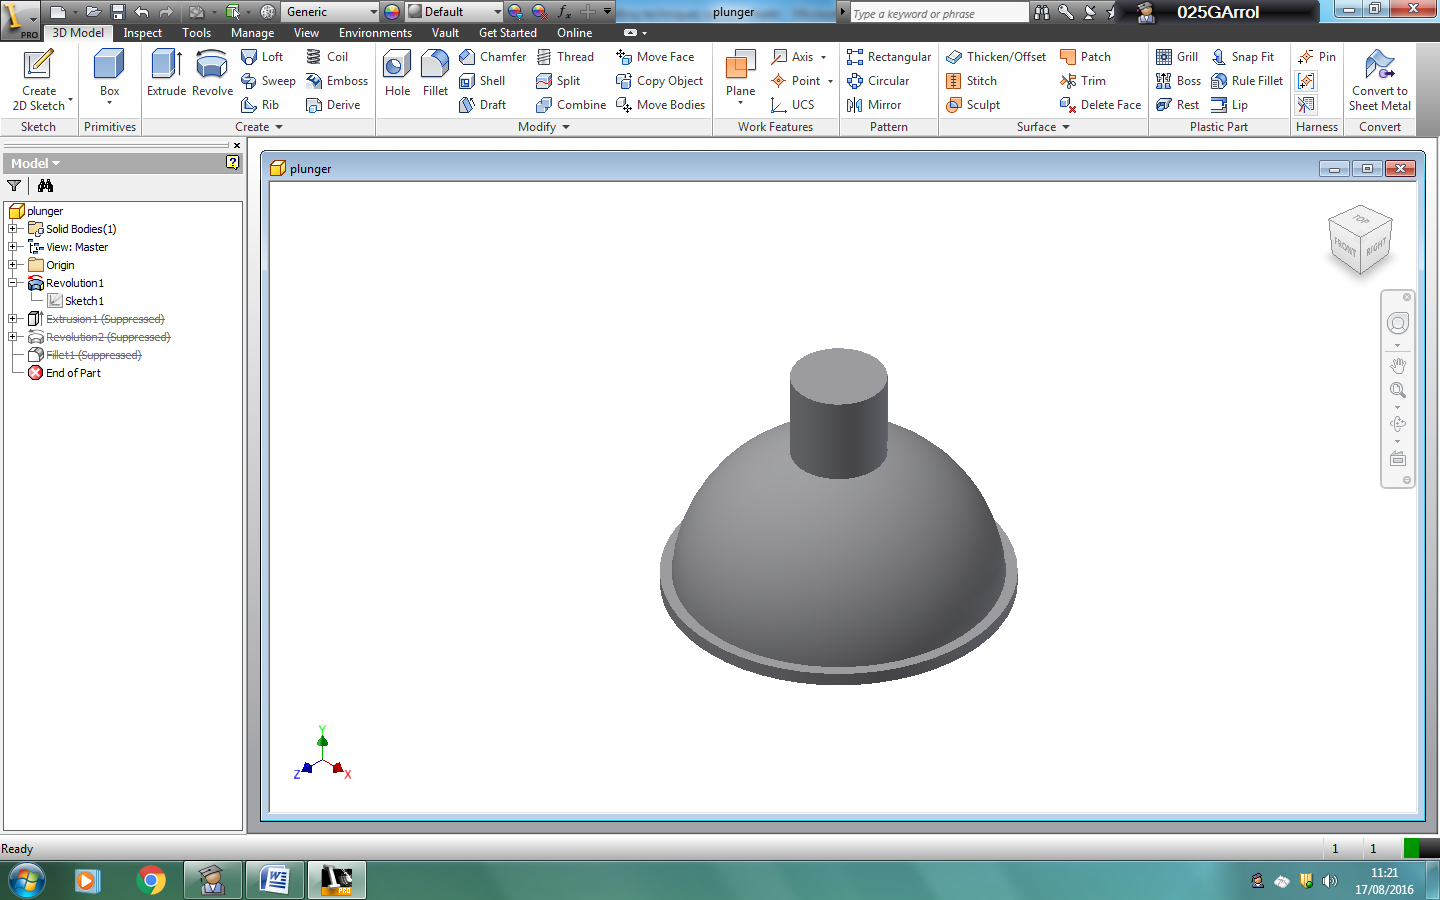 Generic
Default
plunger
Type a keyword or phrase
025GArrol
PRO
3D Model Inspect Tools Manage View Environments Vault Get Started Online
Create
2D Sketch
Box
Extrude
Revolve
Loft
Sweep
Rib
Coil
Emboss
Derive
Hole
Fillet
Chamfer
Shell
Draft
Thread
Split
Combine
Move Face
Copy Object
Move Bodies
Plane
Axis
Point
UCS
Rectangular
Circular
Mirror
Thicken/Offset
Stitch
Sculpt
Patch
Trim
Delete Face
Grill
Boss
Rest
Snap Fit
Rule Fillet
Lip
Pin
Convert to
Sheet Metal
Sketch Primitives Create Modify Work Features Pattern Surface Plastic Part Harness Convert
Model
plunger
Solid Bodies(1)
View: Master
Origin
Revolution1
Sketch1
Extrusion1 (Suppressed)
Revolution2 (Suppressed)
Fillet1 (Suppressed)
End of Part
plunger
TOP
FRONT
RIGHT
Y
Z
X
Ready
1 1
PRO
11:21
17/08/2016